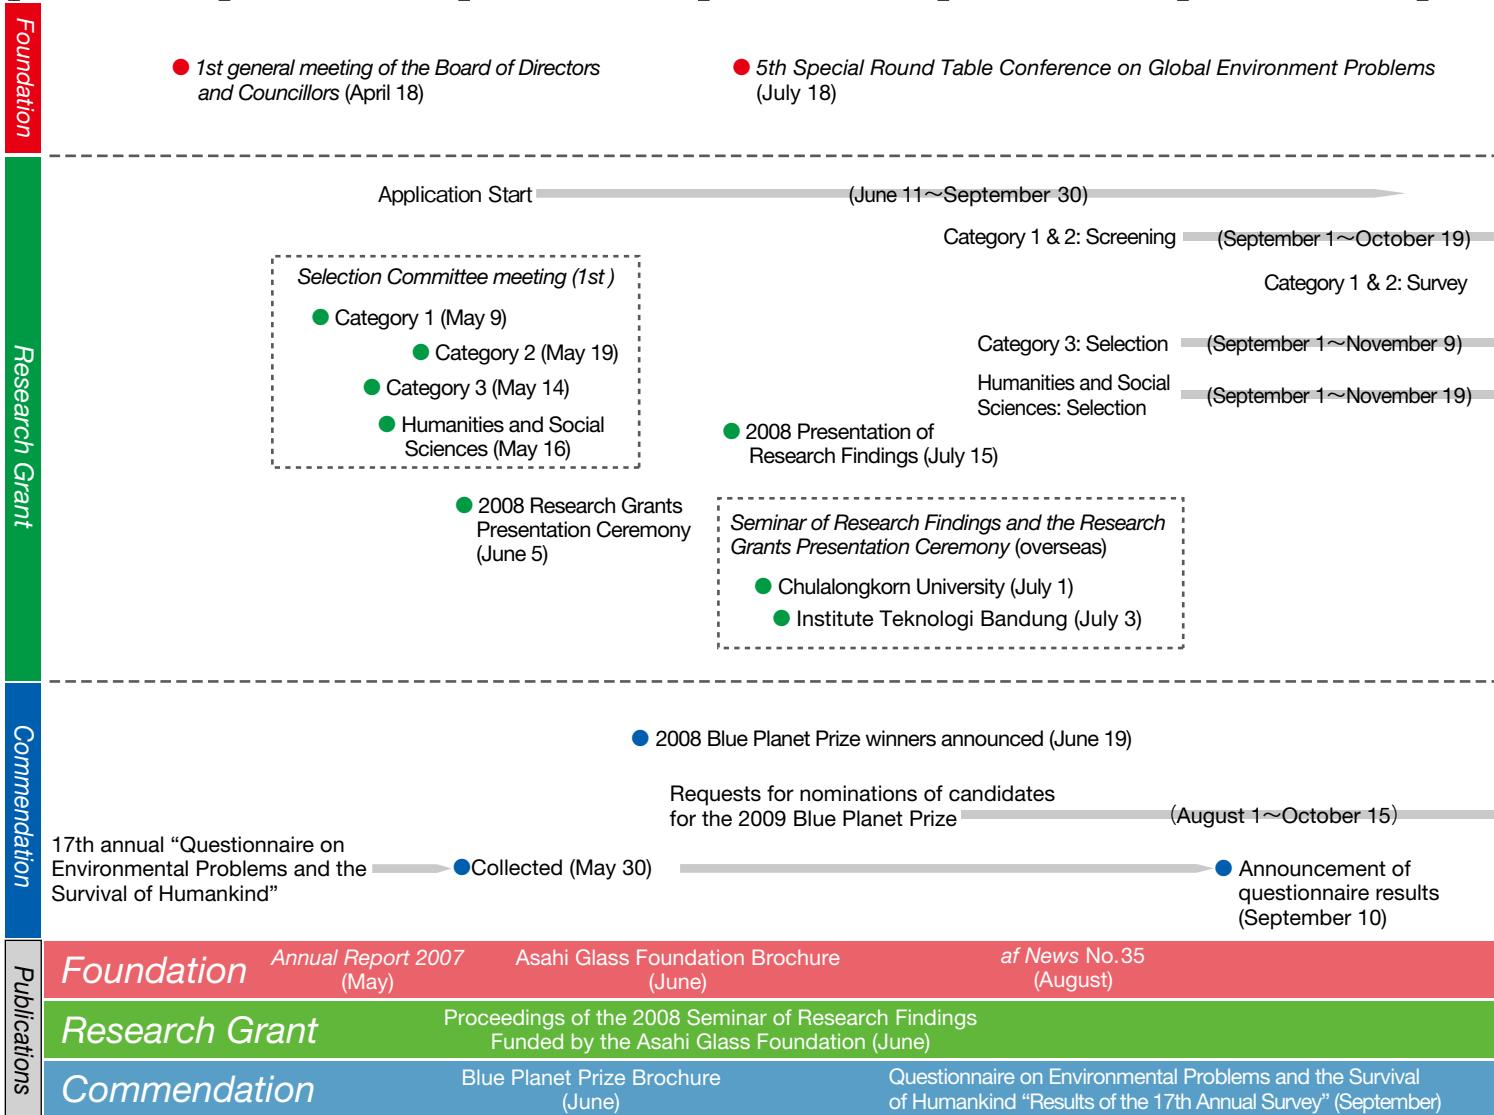 Foundation
1st general meeting of the Board of Directors
and Councillors (April 18)
5th Special Round Table Conference on Global Environment Problems
(July 18)
Research Grant
Application Start
(June 11～September 30)
Category 1 & 2: Screening
(September 1～October 19)
Category 1 & 2: Survey
Selection Committee meeting (1st )
Category 1 (May 9)
Category 2 (May 19)
Category 3 (May 14)
Humanities and Social
Sciences (May 16)
Category 3: Selection
(September 1～November 9)
Humanities and Social
Sciences: Selection
(September 1～November 19)
2008 Presentation of
Research Findings (July 15)
2008 Research Grants
Presentation Ceremony
(June 5)
Seminar of Research Findings and the Research
Grants Presentation Ceremony (overseas)
Chulalongkorn University (July 1)
Institute Teknologi Bandung (July 3)
Commendation
2008 Blue Planet Prize winners announced (June 19)
Requests for nominations of candidates
for the 2009 Blue Planet Prize
(August 1～October 15)
17th annual “Questionnaire on
Environmental Problems and the
Survival of Humankind”
Collected (May 30)
Announcement of
questionnaire results
(September 10)
Publications
Foundation
Annual Report 2007
(May)
Asahi Glass Foundation Brochure
(June)
af News No.35
(August)
Research Grant
Proceedings of the 2008 Seminar of Research Findings
Funded by the Asahi Glass Foundation (June)
Commendation
Blue Planet Prize Brochure
(June)
Questionnaire on Environmental Problems and the Survival
of Humankind “Results of the 17th Annual Survey” (September)